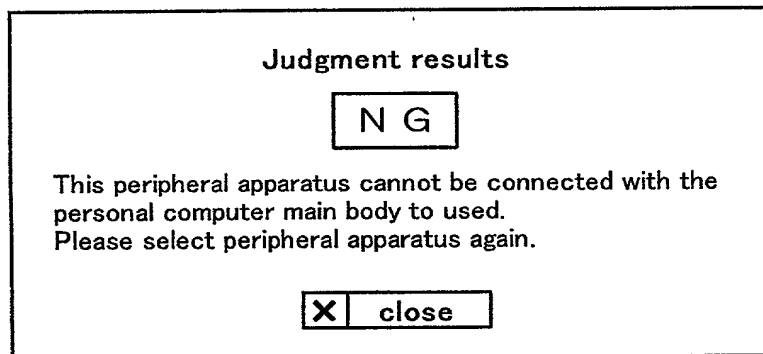 Judgment results
N G
This peripheral apparatus cannot be connected with the
personal computer main body to used.
Please select peripheral apparatus again.
X close